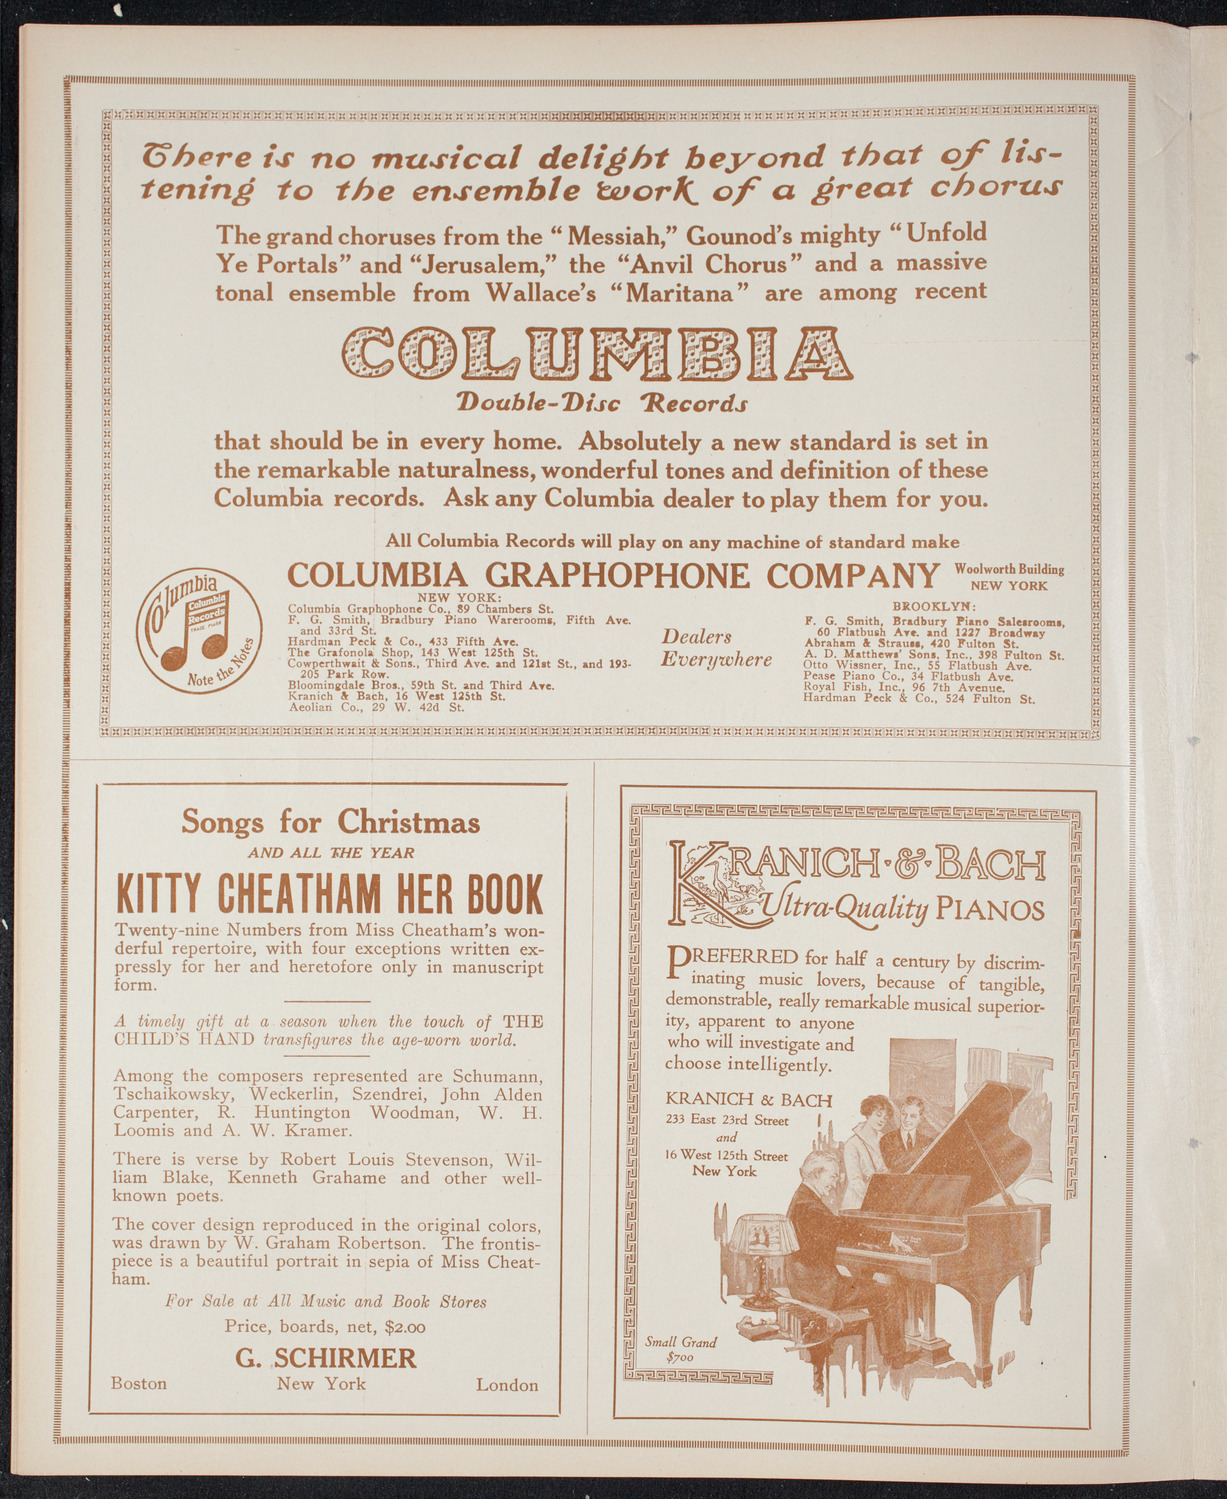 There is no musical delight beyond that of lis-
tening to the ensemble work of a great chorus
The grand choruses from the “Messiah,” Gounod’s mighty “Unfold
Ye Portals” and “Jerusalem,” the “Anvil Chorus” and a massive
tonal ensemble from Wallace’s “Maritana” are among recent
COLUMBIA
Double-Disc Records
that should be in every home. Absolutely a new standard is set in
the remarkable naturalness, wonderful tones and definition of these
Columbia records. Ask any Columbia dealer to play them for you.
All Columbia Records will play on any machine of standard make
COLUMBIA GRAPHOPHONE COMPANY Woolworth Building
NEW YORK
Columbia
Columbia
Records
TRADE MARK
Note the Notes
NEW YORK:
Columbia Graphophone Co., 89 Chambers St.
F. G. Smith, Bradbury Piano Warerooms, Fifth Ave.
and 33rd St.
Hardman Peck & Co., 433 Fifth Ave.
The Grafonola Shop, 143 West 125th St.
Cowperthwait & Sons., Third Ave. and 121st St., and 193-
205 Park Row.
Bloomingdale Bros., 59th St. and Third Ave.
Kranich & Bach, 16 West 125th St.
Aeolian Co., 29 W. 42d St.
Dealers
Everywhere
BROOKLYN:
F. G. Smith, Bradbury Piano Salesrooms,
60 Flatbush Ave. and 1227 Broadway
Abraham & Strauss, 420 Fulton St.
A. D. Matthews’ Sons, Inc., 398 Fulton St.
Otto Wissner, Inc., 55 Flatbush Ave.
Pease Piano Co., 34 Flatbush Ave.
Royal Fish, Inc., 96 7th Avenue.
Hardman Peck & Co., 524 Fulton St.
Songs for Christmas
AND ALL THE YEAR
KITTY CHEATHAM HER BOOK
Twenty-nine Numbers from Miss Cheatham’s won-
derful repertoire, with four exceptions written ex-
pressly for her and heretofore only in manuscript
form.
A timely gift at a season when the touch of THE
CHILD’S HAND transfigures the age-worn world.
Among the composers represented are Schumann,
Tschaikowsky, Weckerlin, Szendrei, John Alden
Carpenter, R. Huntington Woodman, W. H.
Loomis and A. W. Kramer.
There is verse by Robert Louis Stevenson, Wil-
liam Blake, Kenneth Grahame and other well-
known poets.
The cover design reproduced in the original colors,
was drawn by W. Graham Robertson. The frontis-
piece is a beautiful portrait in sepia of Miss Cheat-
ham.
For Sale at All Music and Book Stores
Price, boards, net, $2.00
G. SCHIRMER
Boston New York London
KRANICH·&·BACH
Ultra-Quality PIANOS
PREFERRED for half a century by discrim-
inating music lovers, because of tangible,
demonstrable, really remarkable musical superior-
ity, apparent to anyone
who will investigate and
choose intelligently.
KRANICH & BACH
233 East 23rd Street
and
16 West 125th Street
New York
Small Grand
$700